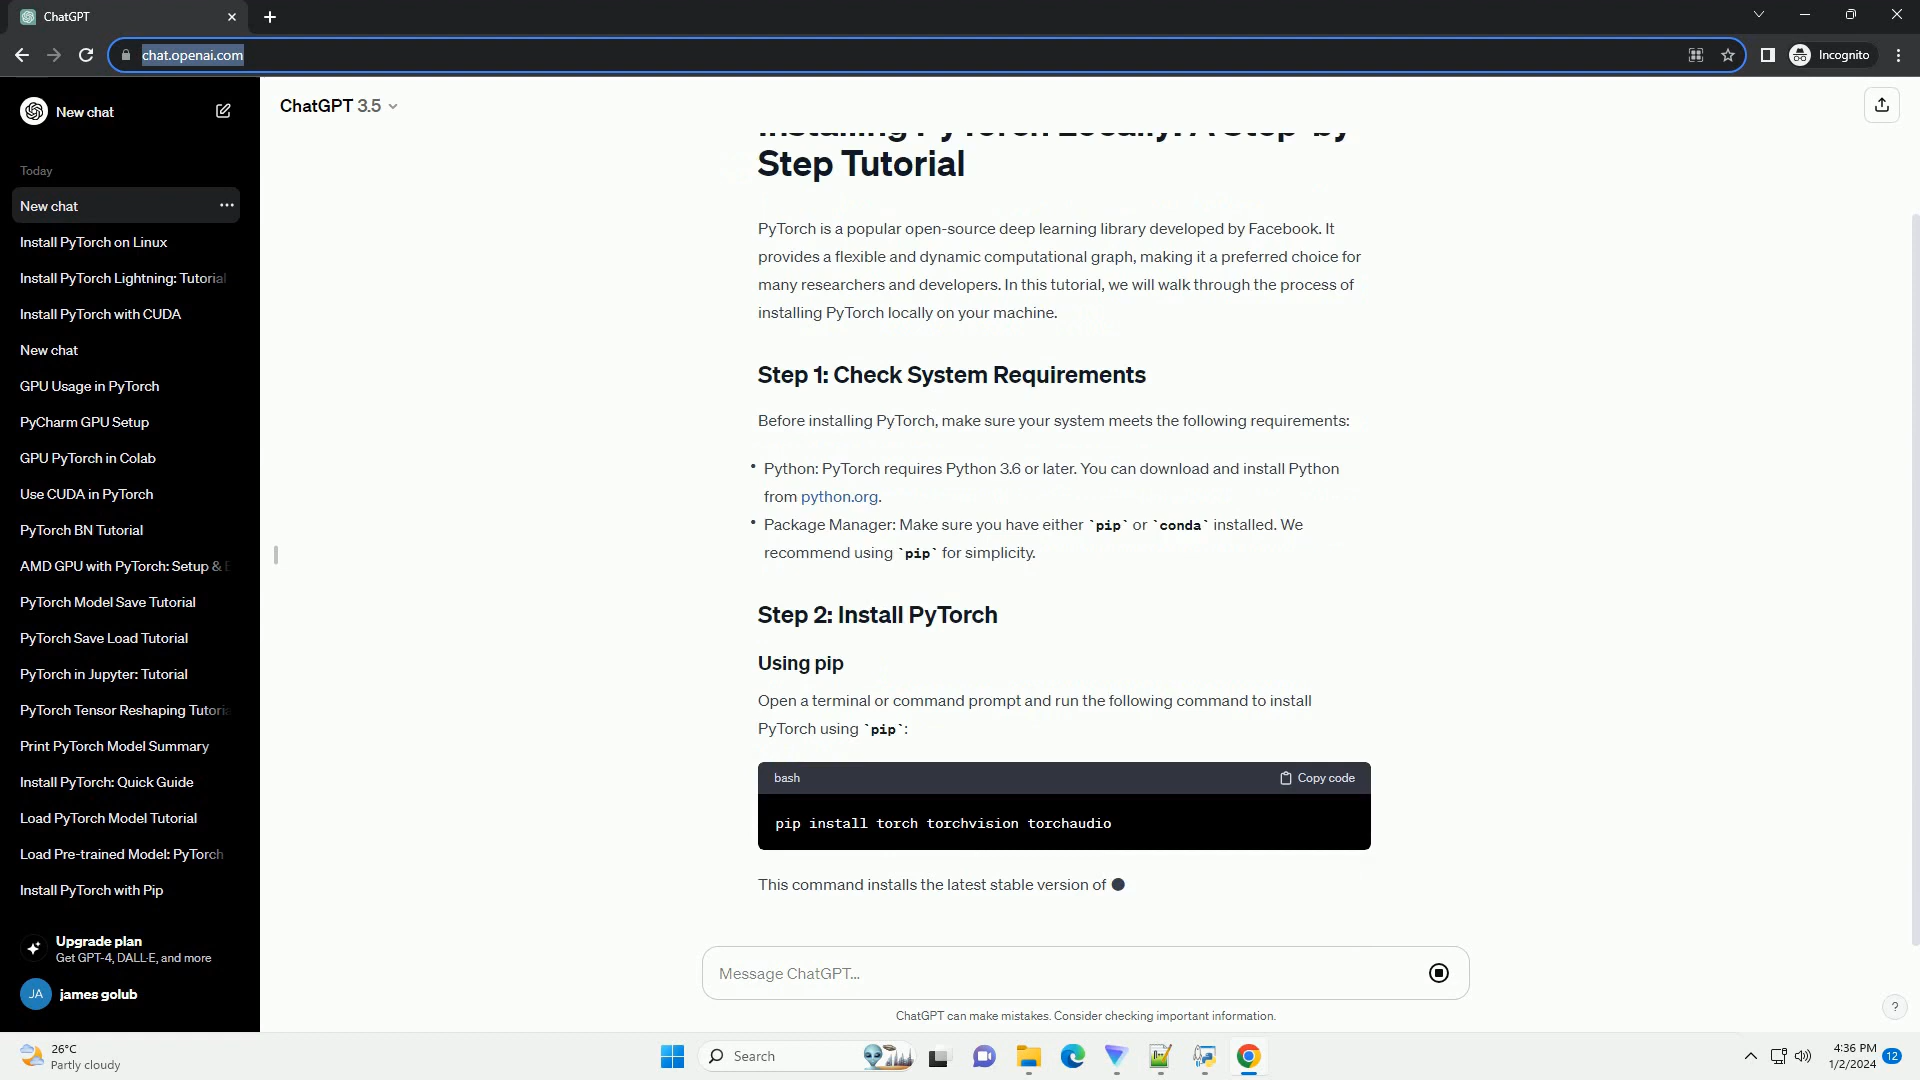 ChatGPT
chat.openai.com
Incognito
New chat
ChatGPT 3.5
Today
New chat
Install PyTorch on Linux
Install PyTorch Lightning: Tutorial
Install PyTorch with CUDA
New chat
GPU Usage in PyTorch
PyCharm GPU Setup
GPU PyTorch in Colab
Use CUDA in PyTorch
PyTorch BN Tutorial
AMD GPU with PyTorch: Setup & E
PyTorch Model Save Tutorial
PyTorch Save Load Tutorial
PyTorch in Jupyter: Tutorial
PyTorch Tensor Reshaping Tutoria
Print PyTorch Model Summary
Install PyTorch: Quick Guide
Load PyTorch Model Tutorial
Load Pre-trained Model: PyTorch
Install PyTorch with Pip
Upgrade plan
Get GPT-4, DALL·E, and more
JA
james golub
Installing PyTorch Locally: A Step-by-
Step Tutorial
PyTorch is a popular open-source deep learning library developed by Facebook. It
provides a flexible and dynamic computational graph, making it a preferred choice for
many researchers and developers. In this tutorial, we will walk through the process of
installing PyTorch locally on your machine.
Step 1: Check System Requirements
Before installing PyTorch, make sure your system meets the following requirements:
• Python: PyTorch requires Python 3.6 or later. You can download and install Python
from python.org.
• Package Manager: Make sure you have either `pip` or `conda` installed. We
recommend using `pip` for simplicity.
Step 2: Install PyTorch
Using pip
Open a terminal or command prompt and run the following command to install
PyTorch using `pip`:
bash
Copy code
pip install torch torchvision torchaudio
This command installs the latest stable version of
Message ChatGPT...
ChatGPT can make mistakes. Consider checking important information.
?
26°C
Partly cloudy
Search
4:36 PM
1/2/2024
12